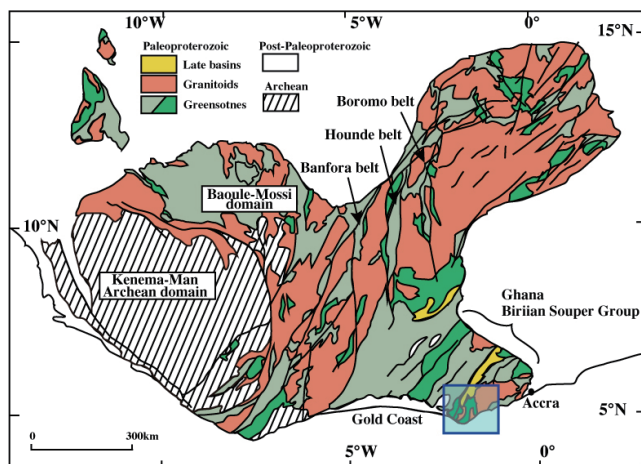 10°W 5°W 0°
15°N
Paleoproterozoic Post-Paleoproterozoic
Late basins
Granitoids Archean
Greensotnes
Boromo belt
Hounde belt
Banfora belt
Baoule-Mossi
domain
10°N
Kenema-Man
Archean domain
Ghana
Biriian Souper Group
Accra
Gold Coast
5°N
0 300km
5°W 0°